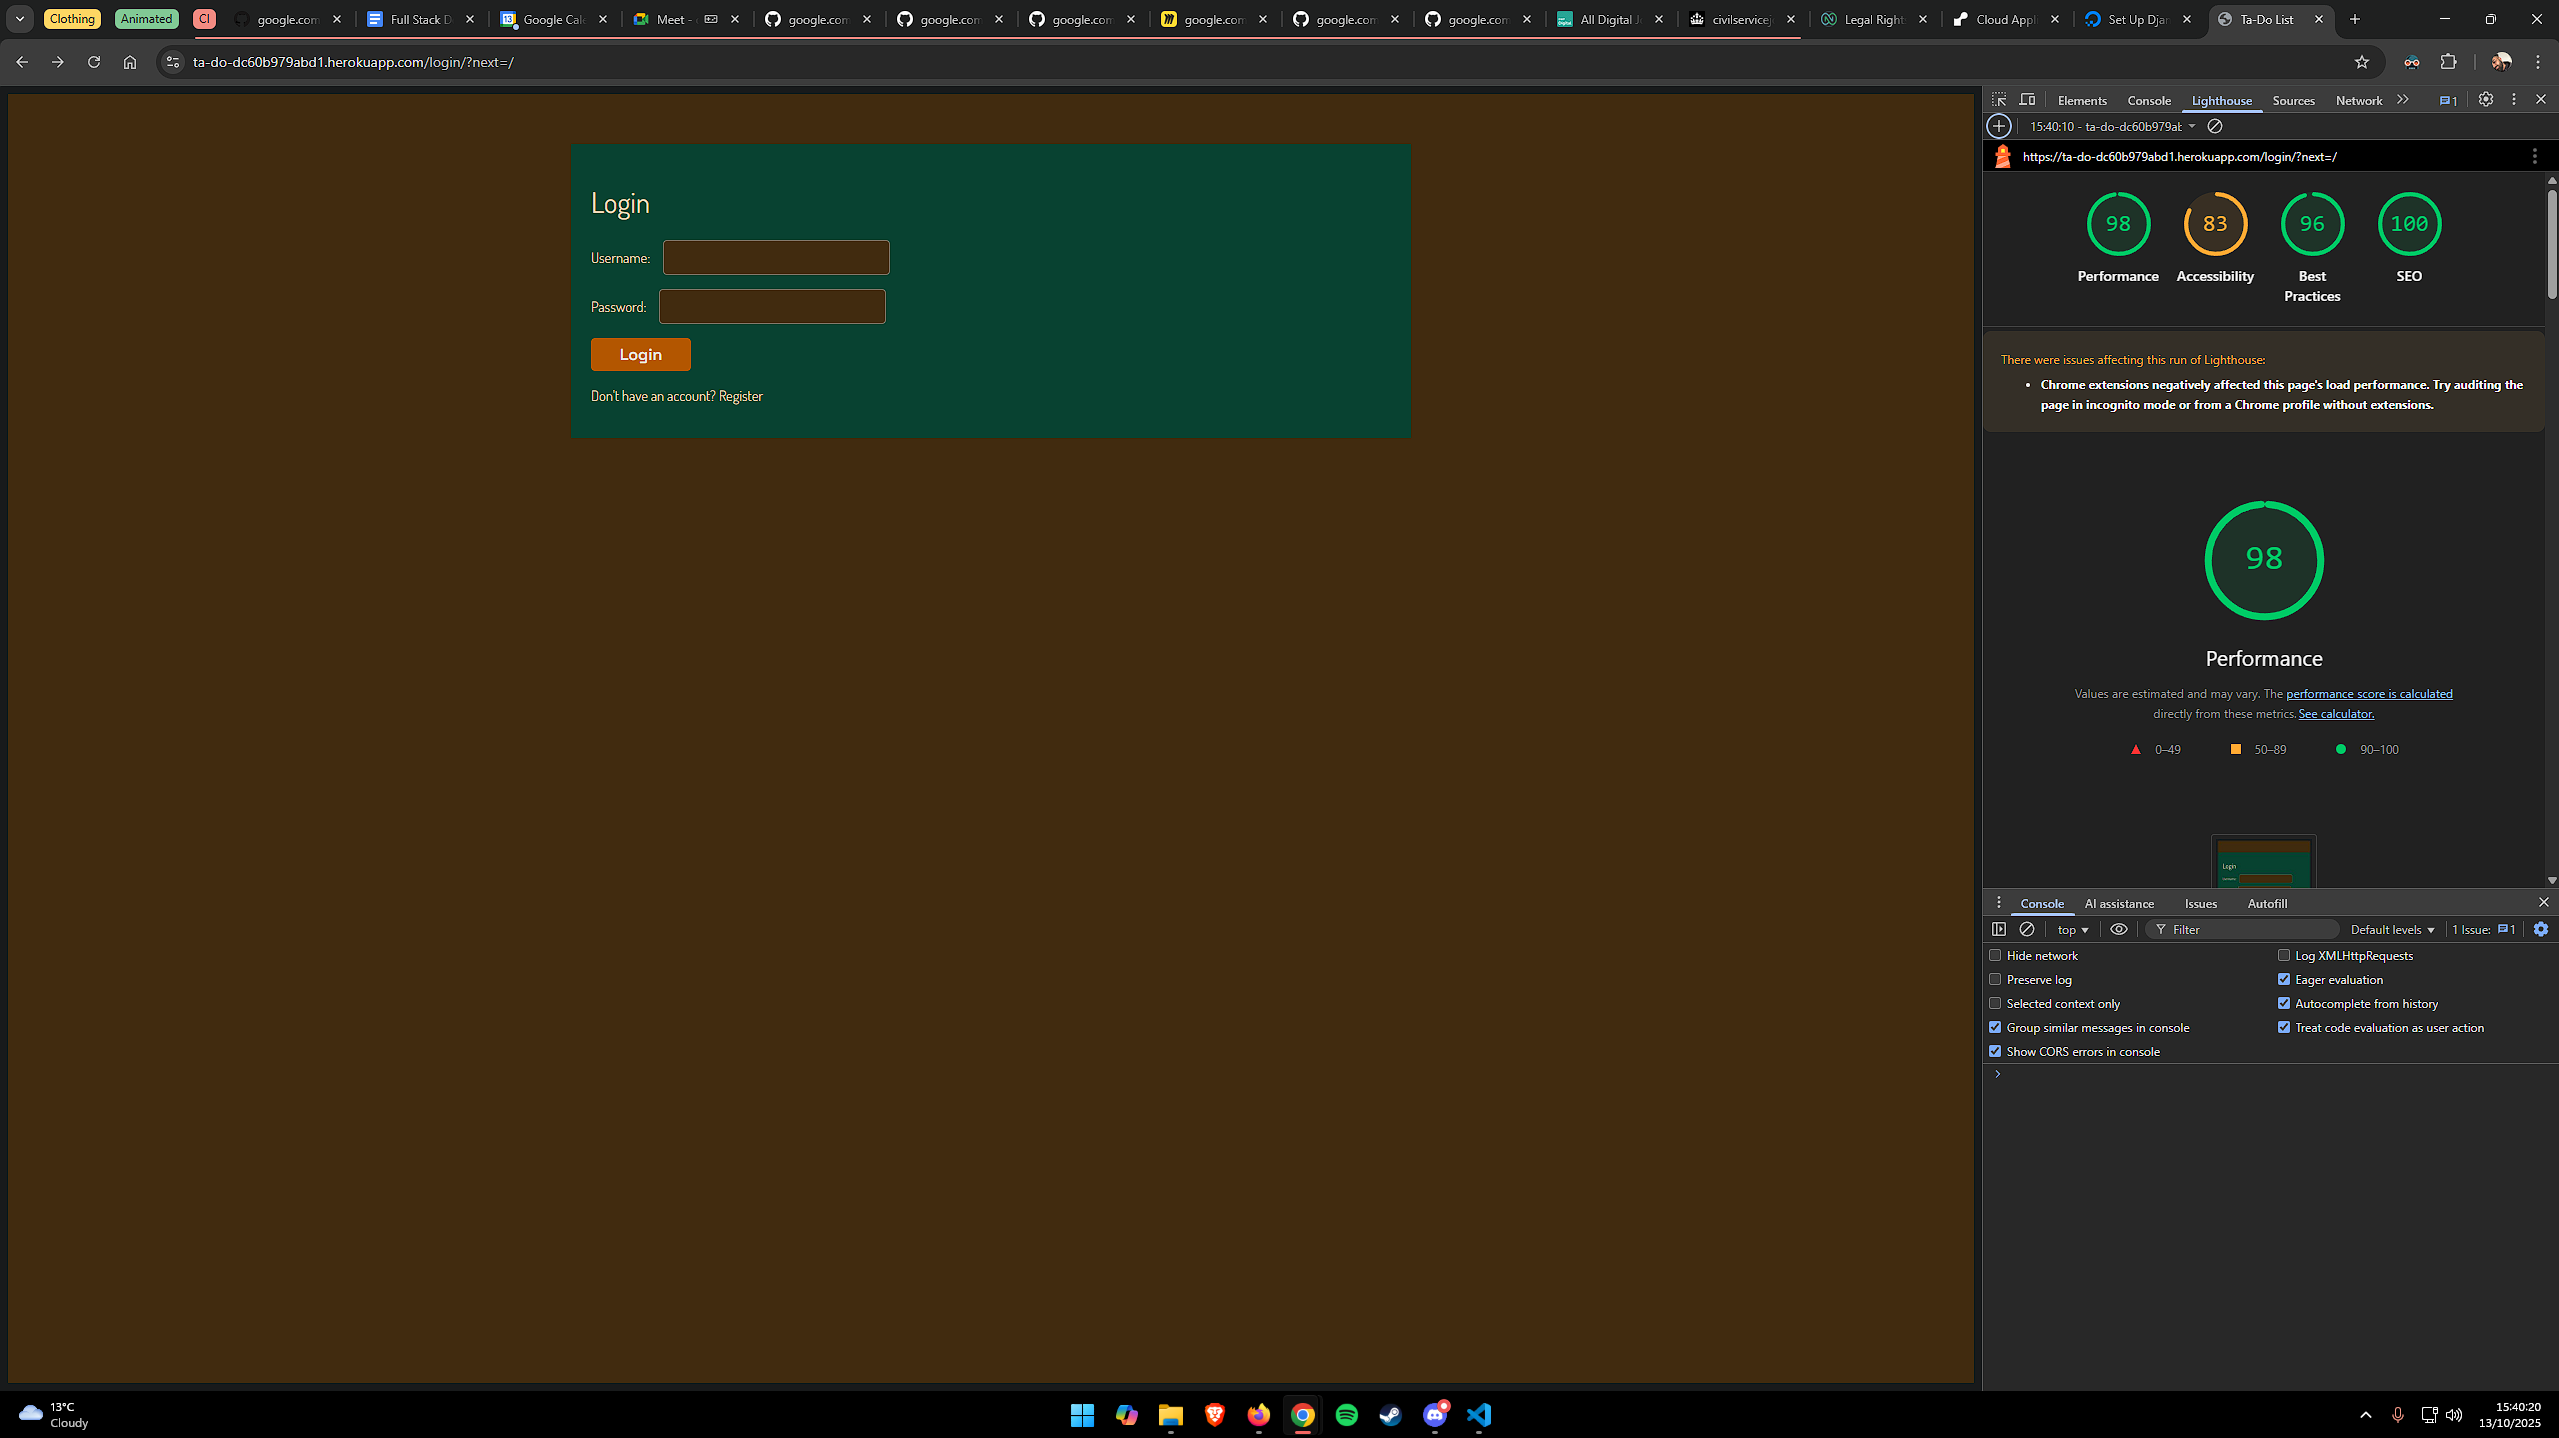 Clothing Animated CI google.com Full Stack D Google Cale Meet - google.com google.com google.com google.com google.com google.com All Digital J civilservicej Legal Right Cloud Appl Set Up Djan Ta-Do List
ta-do-dc60b979abd1.herokuapp.com/login/?next=/
Login
Username:
Password:
Login
Don't have an account? Register
Elements Console Lighthouse Sources Network 1
15:40:10 - ta-do-dc60b979ab
https://ta-do-dc60b979abd1.herokuapp.com/login/?next=/
98 83 96 100
Performance Accessibility Best Practices SEO
There were issues affecting this run of Lighthouse:
• Chrome extensions negatively affected this page's load performance. Try auditing the
page in incognito mode or from a Chrome profile without extensions.
98
Performance
Values are estimated and may vary. The performance score is calculated
directly from these metrics. See calculator.
0–49 50–89 90–100
Login
Console AI assistance Issues Autofill
top Filter Default levels 1 Issue: 1
Hide network Log XMLHttpRequests
Preserve log Eager evaluation
Selected context only Autocomplete from history
Group similar messages in console Treat code evaluation as user action
Show CORS errors in console
13°C
Cloudy
15:40:20
13/10/2025